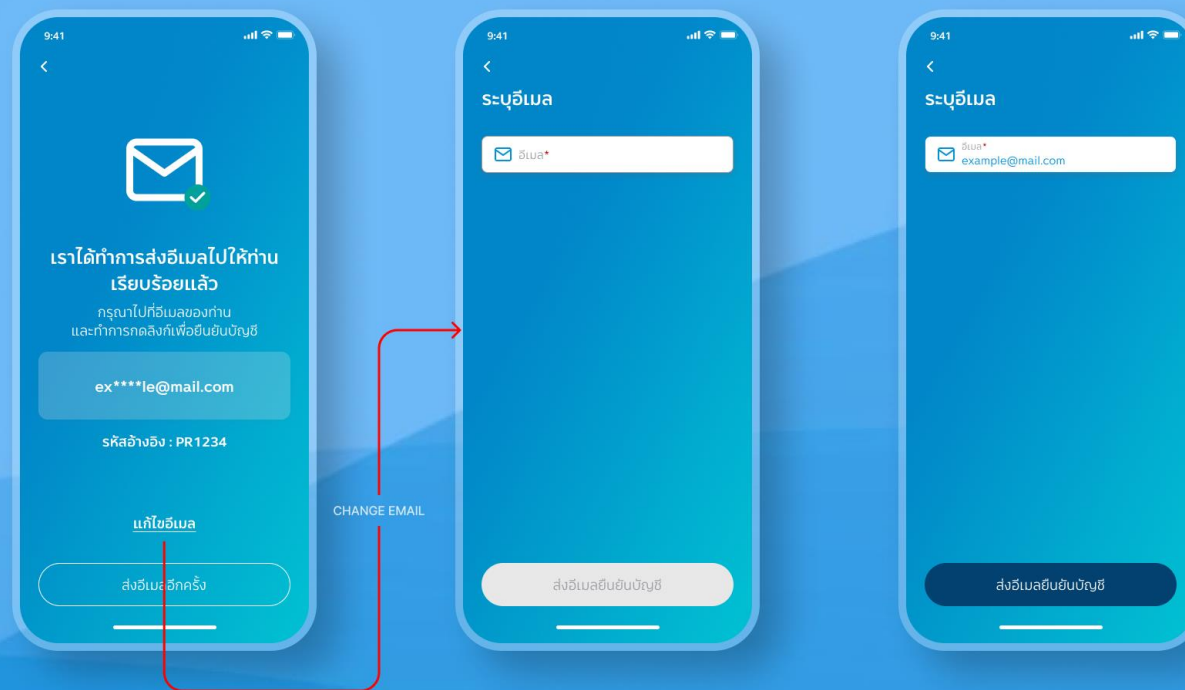 9:41
เราได้ทำการส่งอีเมลไปให้ท่าน
เรียบร้อยแล้ว
กรุณาไปที่อีเมลของท่าน
และทำการกดลิงก์เพื่อยืนยันบัญชี
ex****le@mail.com
รหัสอ้างอิง : PR1234
แก้ไขอีเมล
ส่งอีเมลอีกครั้ง
CHANGE EMAIL
9:41
ระบุอีเมล
อีเมล*
ส่งอีเมลยืนยันบัญชี
9:41
ระบุอีเมล
อีเมล*
example@mail.com
ส่งอีเมลยืนยันบัญชี